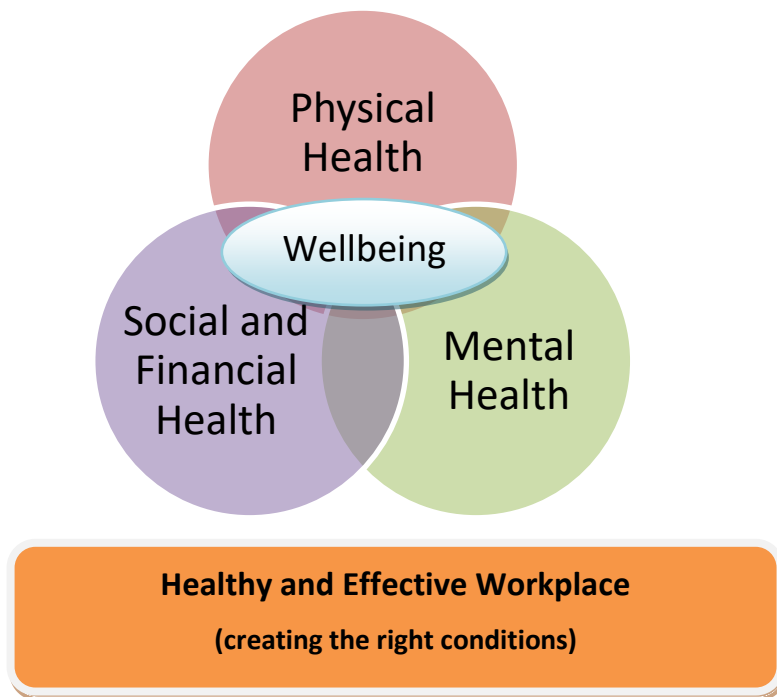 Physical
Health
Wellbeing
Social and
Financial
Health
Mental
Health
Healthy and Effective Workplace
(creating the right conditions)